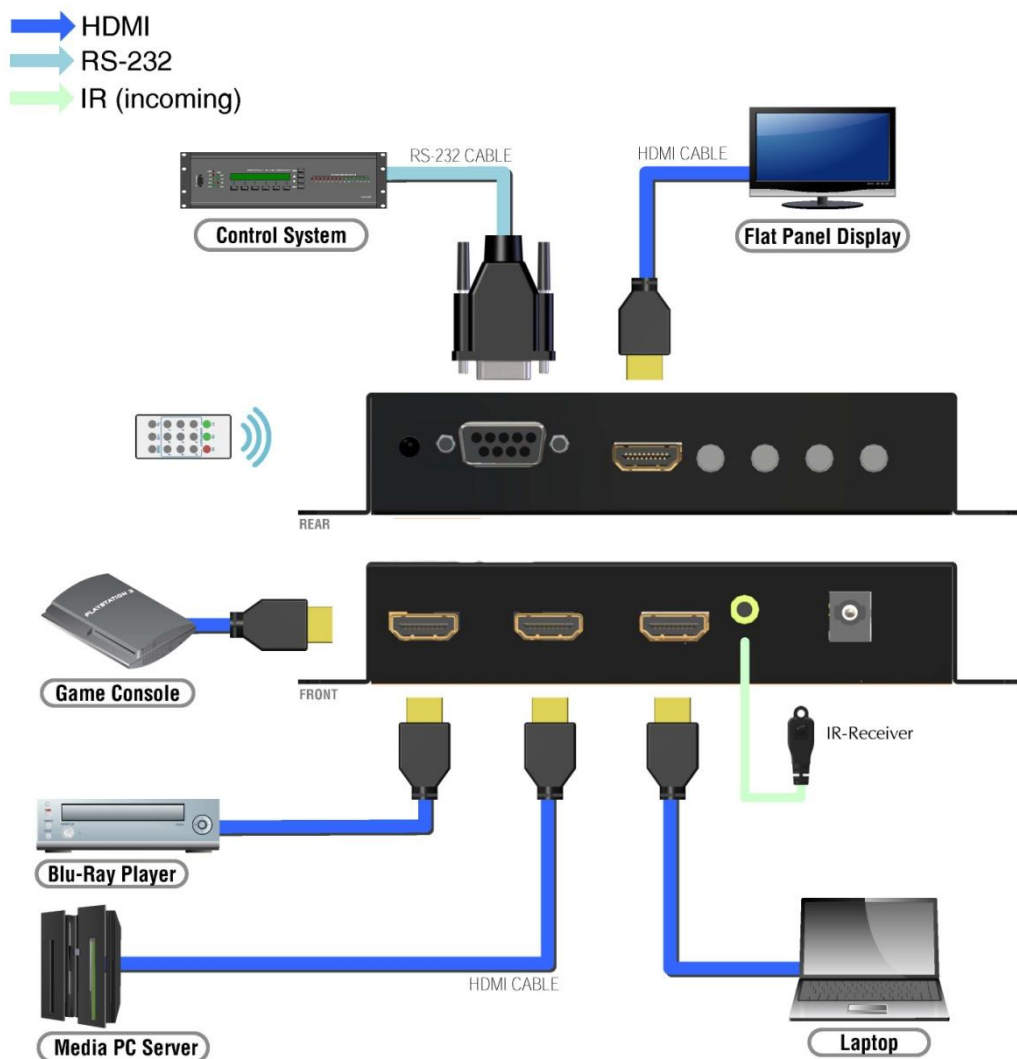 HDMI
RS-232
IR (incoming)
RS-232 CABLE
HDMI CABLE
Control System
Flat Panel Display
REAR
PLAYSTATION 3
Game Console
FRONT
IR-Receiver
Blu-Ray Player
HDMI CABLE
Media PC Server
Laptop